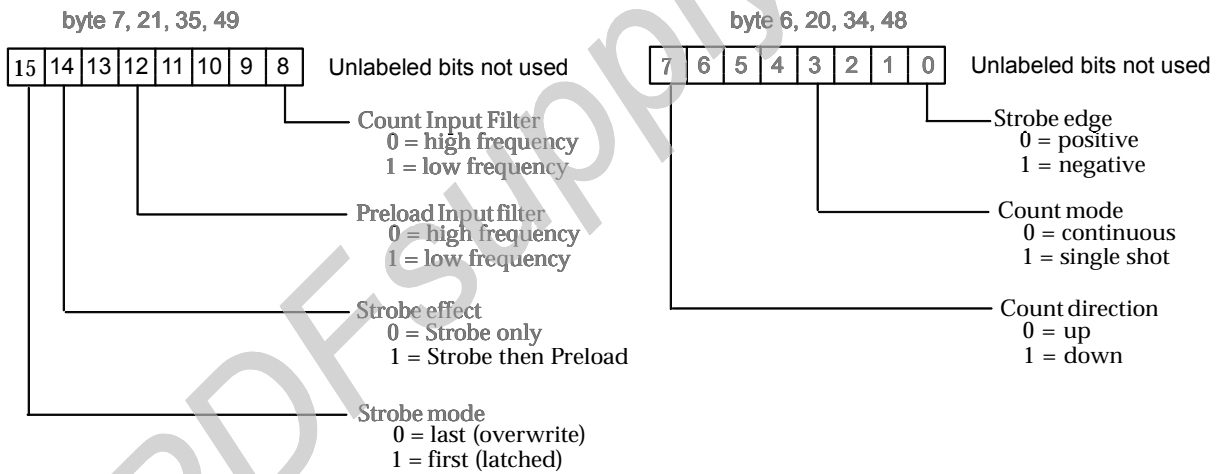 byte 7, 21, 35, 49
15 14 13 12 11 10 9 8 Unlabeled bits not used
Count Input Filter
0 = high frequency
1 = low frequency
Preload Input filter
0 = high frequency
1 = low frequency
Strobe effect
0 = Strobe only
1 = Strobe then Preload
Strobe mode
0 = last (overwrite)
1 = first (latched)
byte 6, 20, 34, 48
7 6 5 4 3 2 1 0 Unlabeled bits not used
Strobe edge
0 = positive
1 = negative
Count mode
0 = continuous
1 = single shot
Count direction
0 = up
1 = down
PDFsupply